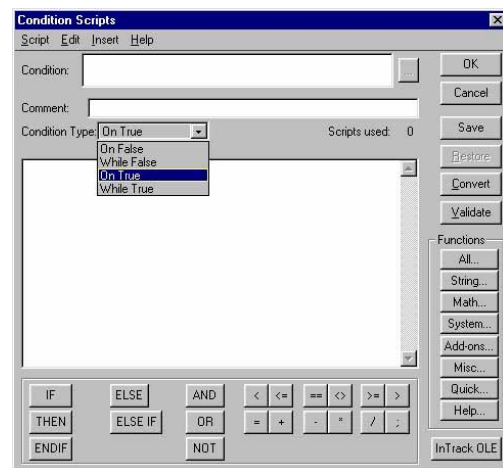 Condition Scripts
Script Edit Insert Help
Condition:
...
OK
Cancel
Comment:
Condition Type: On True
Scripts used: 0
Save
On False
While False
On True
While True
Restore
Convert
Validate
Functions
All...
String...
Math...
System...
Add-ons...
Misc...
Quick...
Help...
IF ELSE AND < <= == <> >= >
THEN ELSE IF OR = + - * / ;
ENDIF NOT
InTrack OLE